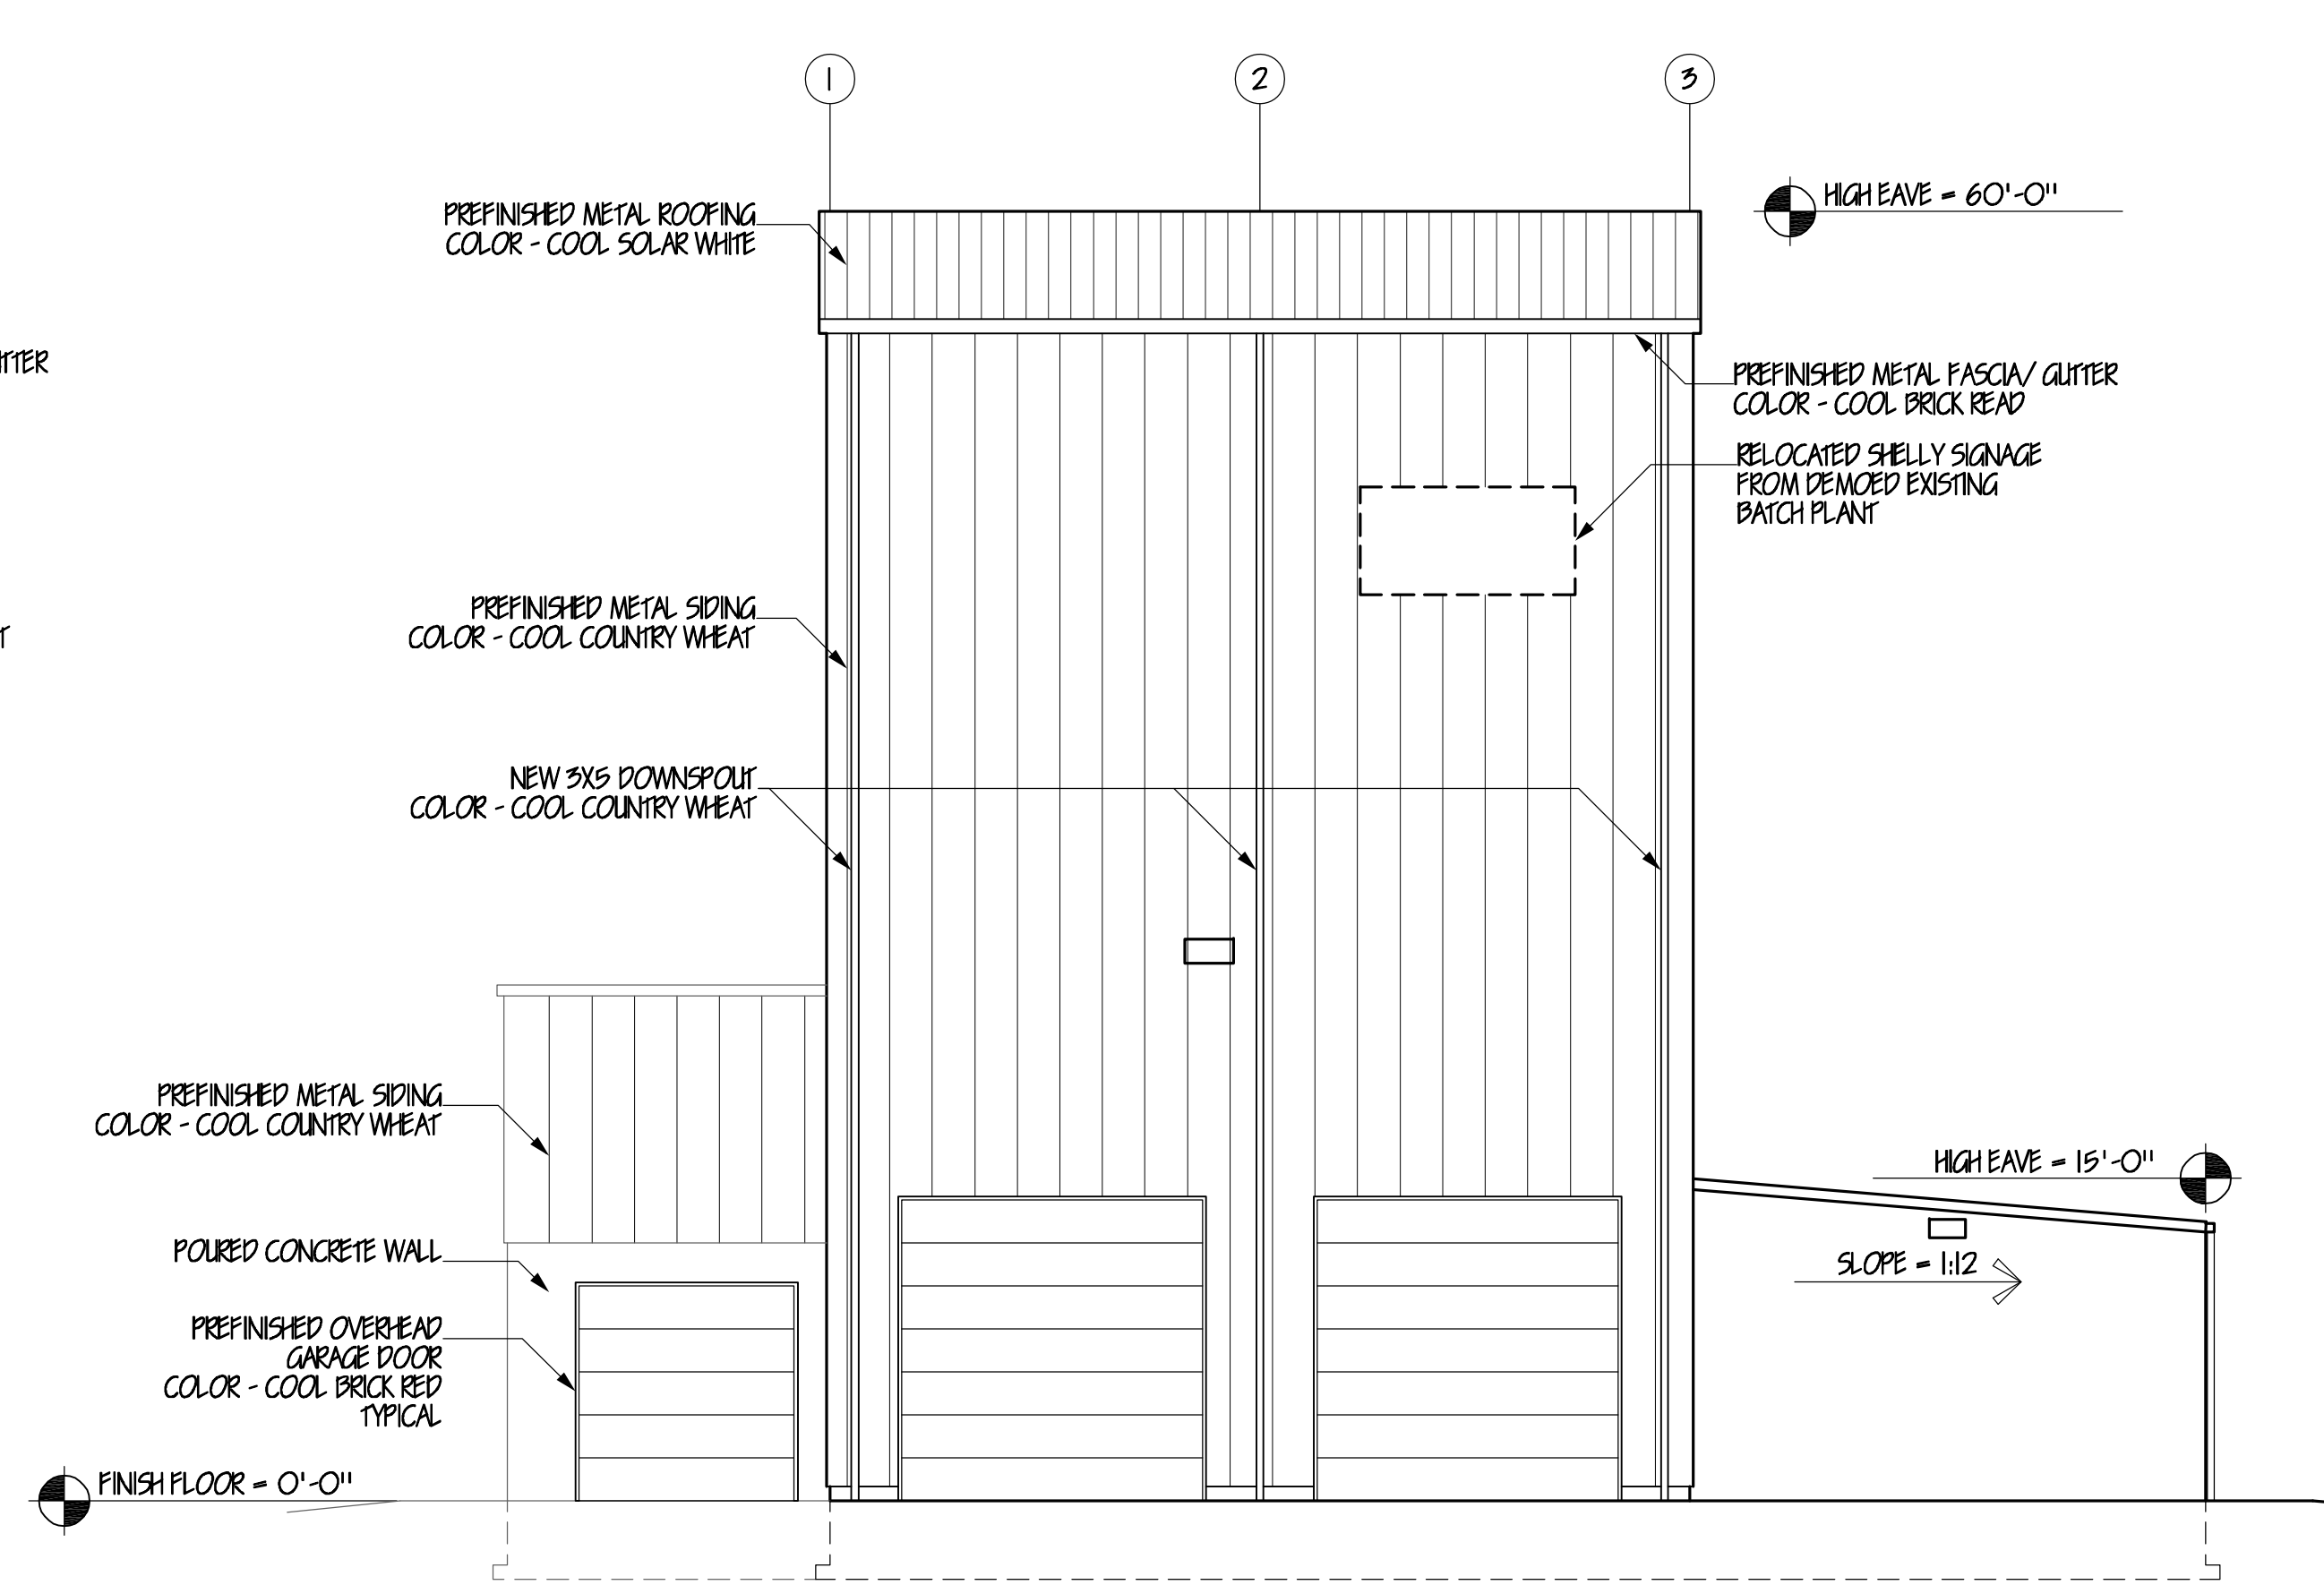 1
2
3
HIGH EAVE = 60'-0"
PREFINISHED METAL ROOFING
COLOR - COOL SOLAR WHITE
PREFINISHED METAL FASCIA/ GUTTER
COLOR - COOL BRICK READ
RELOCATED SHELLY SIGNAGE
FROM DEMOED EXISTING
BATCH PLANT
PREFINISHED METAL SIDING
COLOR - COOL COUNTRY WHEAT
NEW 3X5 DOWNSPOUT
COLOR - COOL COUNTRY WHEAT
PREFINISHED METAL SIDING
COLOR - COOL COUNTRY WHEAT
HIGH EAVE = 15'-0"
SLOPE = 1:12
POURED CONCRETE WALL
PREFINISHED OVERHEAD
GARAGE DOOR
COLOR - COOL BRICK RED
TYPICAL
FINISH FLOOR = 0'-0"